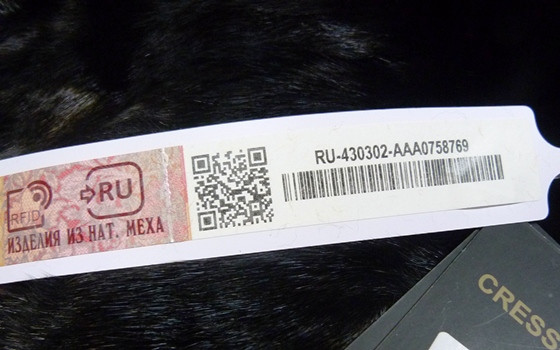 RU-430302-AAA0758769
RFID
RU
ИЗДЕЛИЯ ИЗ НАТ. МЕХА
CRESS